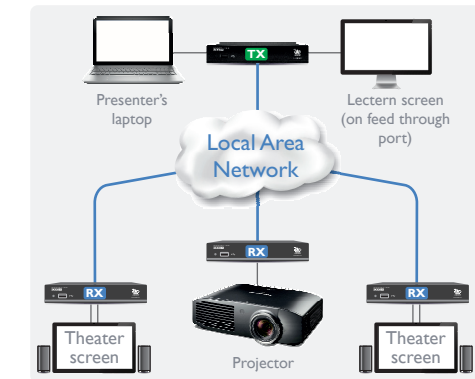 TX
Presenter's
laptop
Lectern screen
(on feed through
port)
Local Area
Network
RX
RX
RX
Theater
screen
Projector
Theater
screen